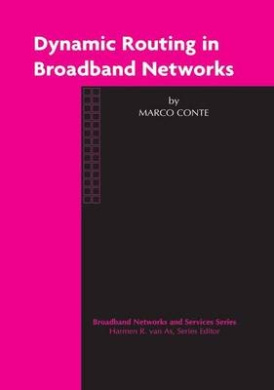 Dynamic Routing in
Broadband Networks
by
MARCO CONTE
Broadband Networks and Services Series
Harmen R. van As, Series Editor